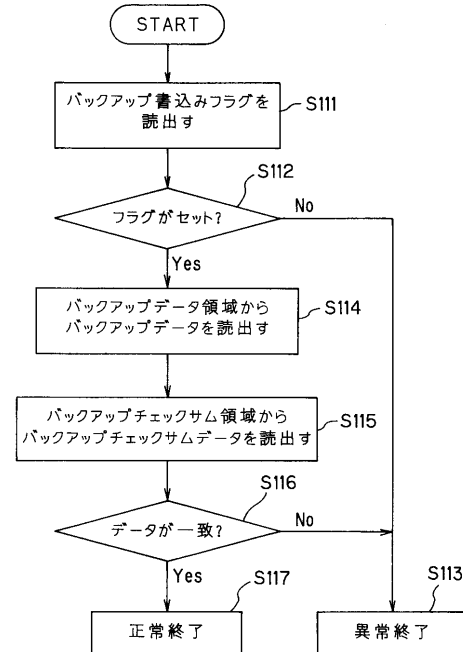 START
バックアップ書込みフラグを
読出す
S111
フラグがセット?
S112
No
Yes
バックアップデータ領域から
バックアップデータを読出す
S114
バックアップチェックサム領域から
バックアップチェックサムデータを読出す
S115
データが一致?
S116
No
Yes
正常終了
S117
異常終了
S113